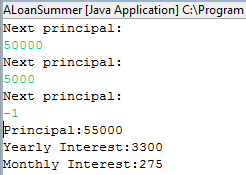 ALoanSummer [Java Application] C:\Program
Next principal:
50000
Next principal:
5000
Next principal:
-1
Principal:55000
Yearly Interest:3300
Monthly Interest:275